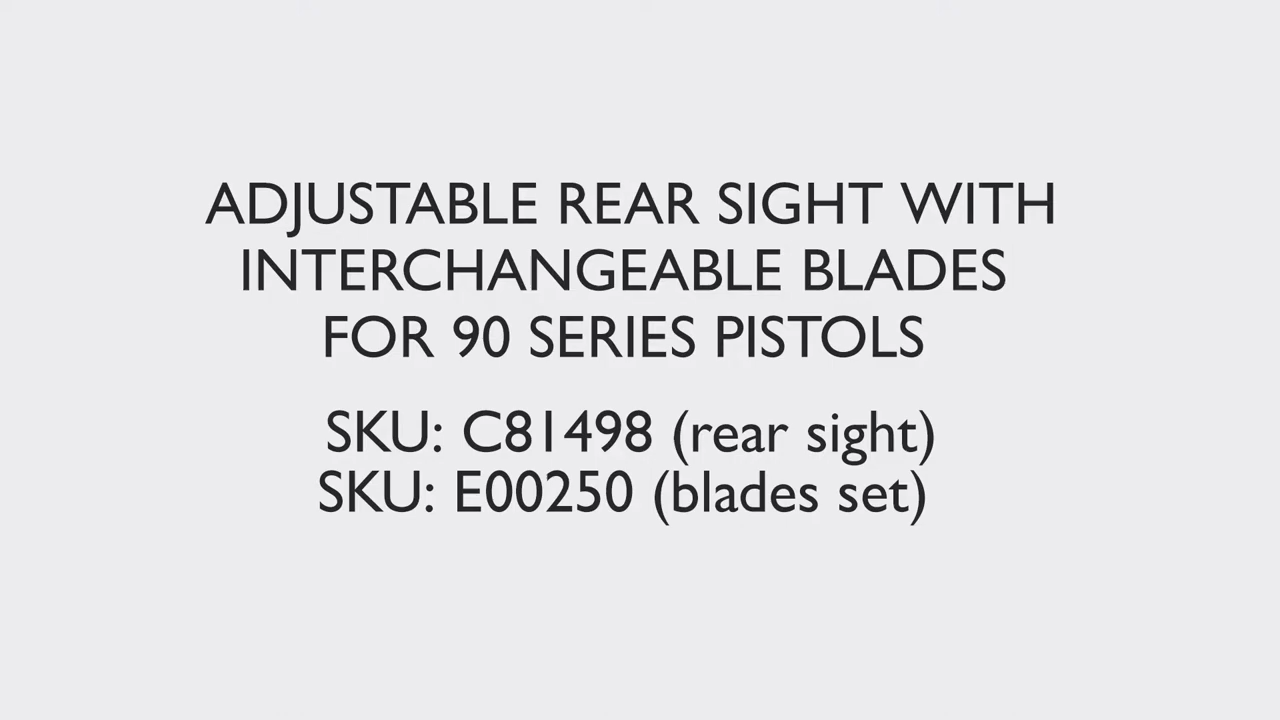 ADJUSTABLE REAR SIGHT WITH
INTERCHANGEABLE BLADES
FOR 90 SERIES PISTOLS
SKU: C81498 (rear sight)
SKU: E00250 (blades set)